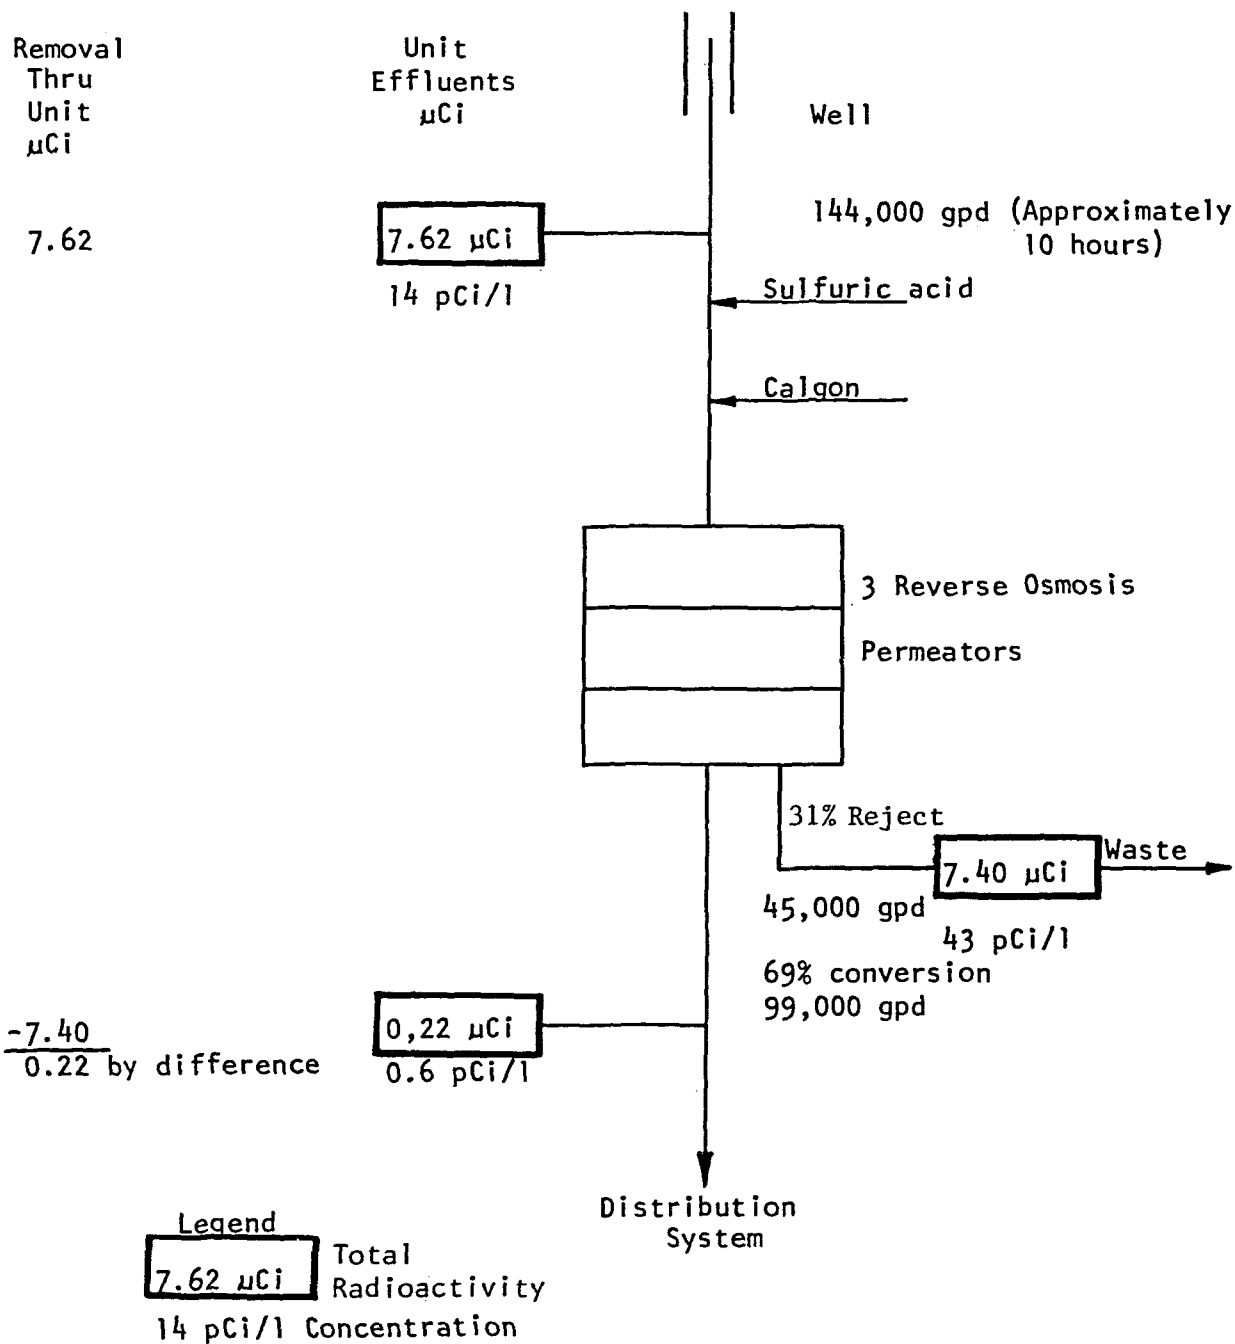 Removal
Thru
Unit
µCi
Unit
Effluents
µCi
Well
7.62
7.62 µCi
14 pCi/l
144,000 gpd (Approximately
10 hours)
Sulfuric acid
Calgon
3 Reverse Osmosis
Permeators
31% Reject
7.40 µCi
Waste
45,000 gpd
43 pCi/l
69% conversion
99,000 gpd
-7.40
0.22 by difference
0,22 µCi
0.6 pCi/l
Distribution
System
Legend
7.62 µCi
Total
Radioactivity
14 pCi/l Concentration